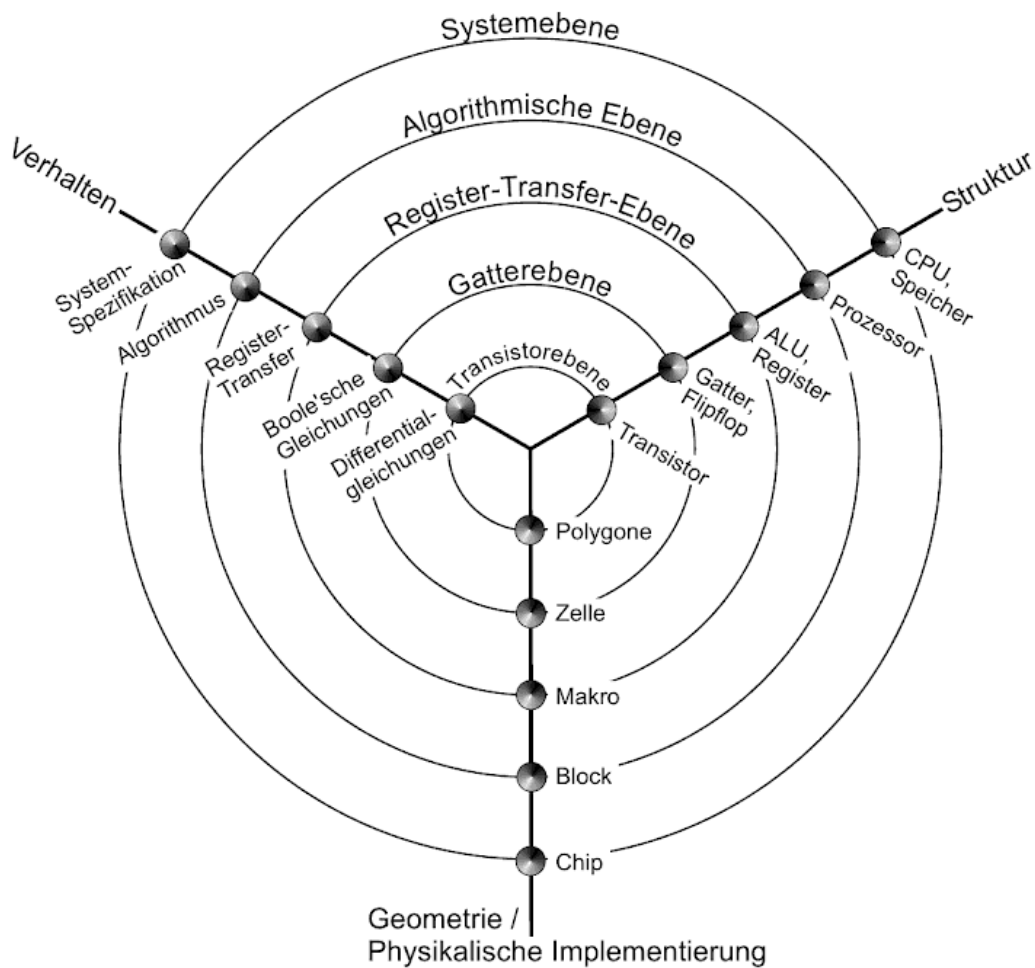 Systemebene
Algorithmische Ebene
Register-Transfer-Ebene
Gatterebene
Transistorebene
Verhalten
System-
Spezifikation
Algorithmus
Register-
Transfer
Boole'sche
Gleichungen
Differential-
gleichungen
Struktur
CPU,
Speicher
Prozessor
ALU,
Register
Gatter,
Flipflop
Transistor
Polygone
Zelle
Makro
Block
Chip
Geometrie /
Physikalische Implementierung